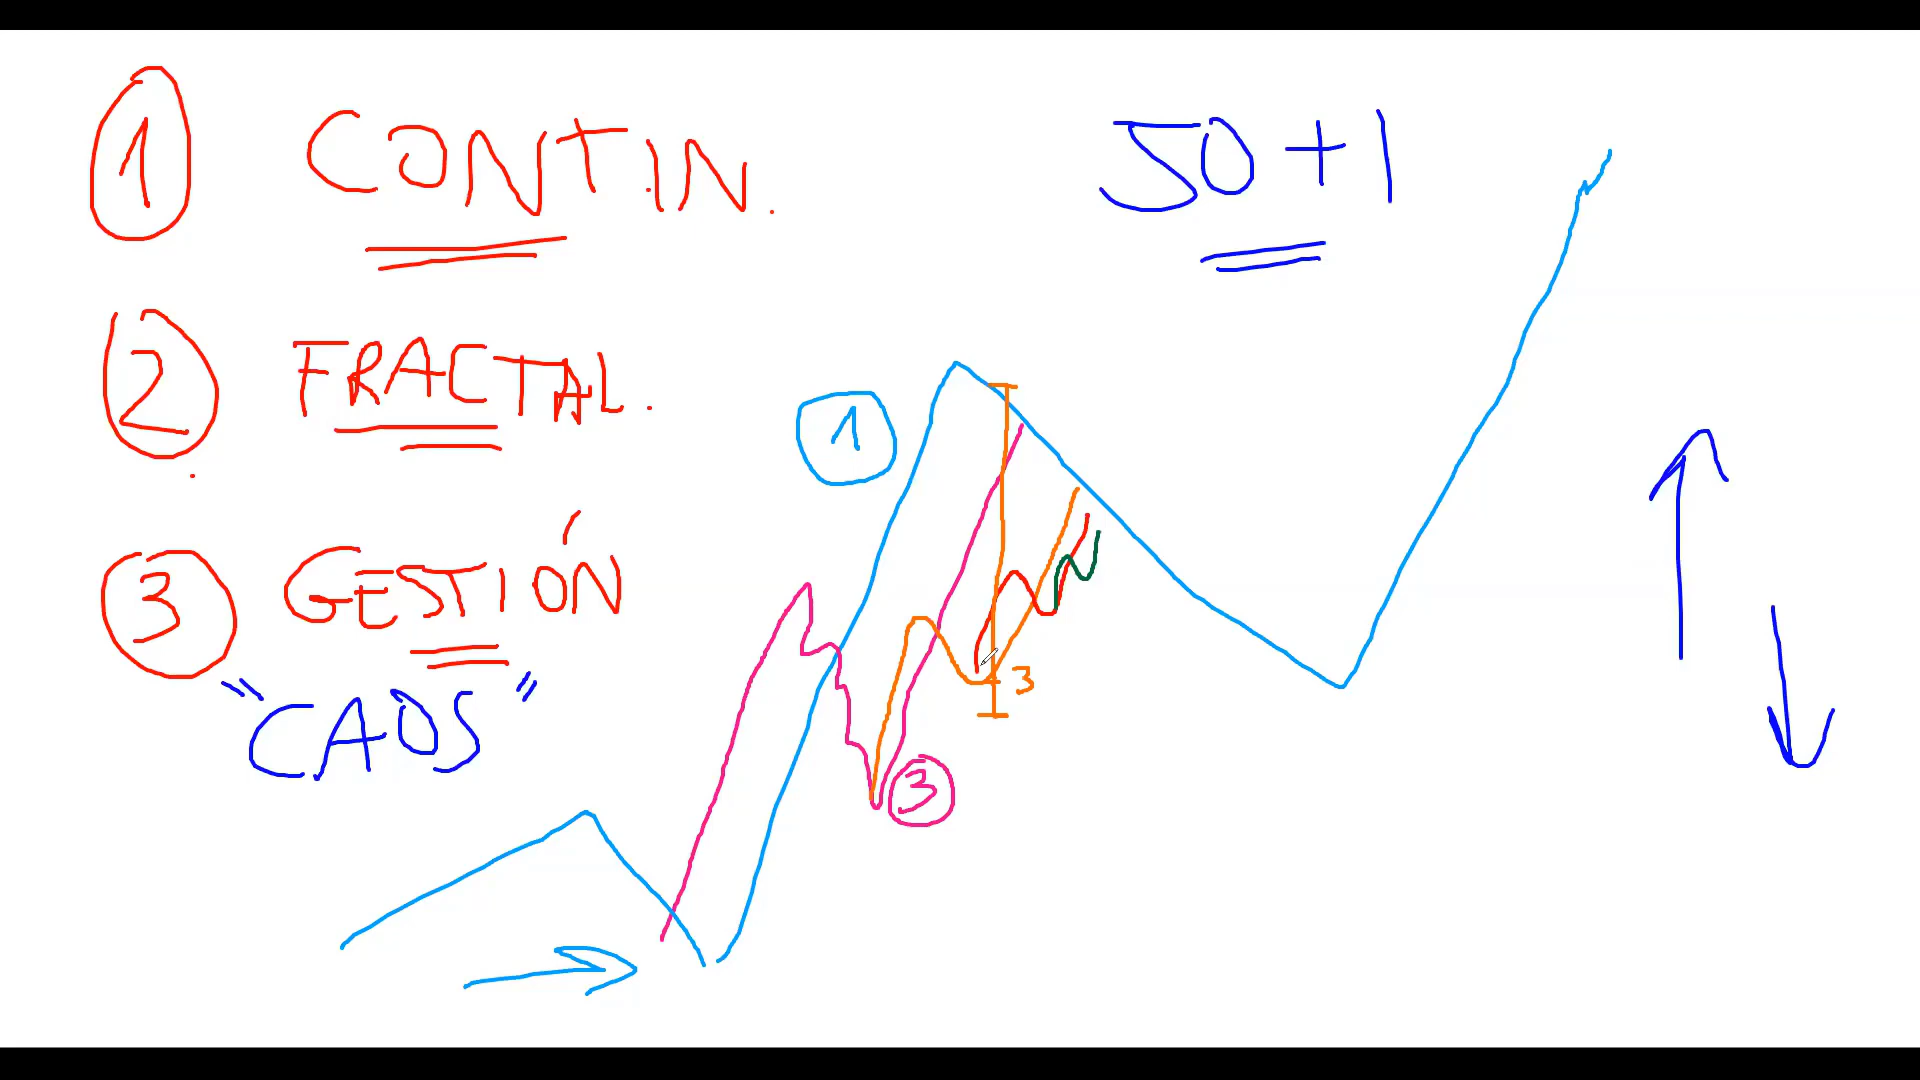 1 CONTIN.
50+1
2 FRACTAL.
1
3 GESTIÓN
"CAOS"
3
3